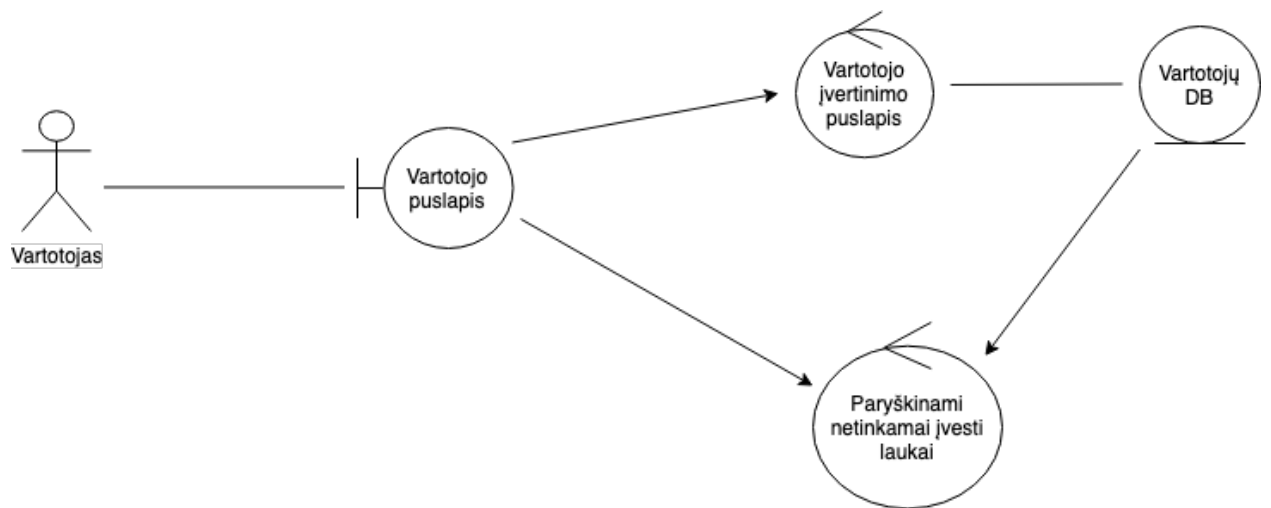 Vartotojas
Vartotojo
puslapis
Vartotojo
įvertinimo
puslapis
Vartotojų
DB
Paryškinami
netinkamai įvesti
laukai